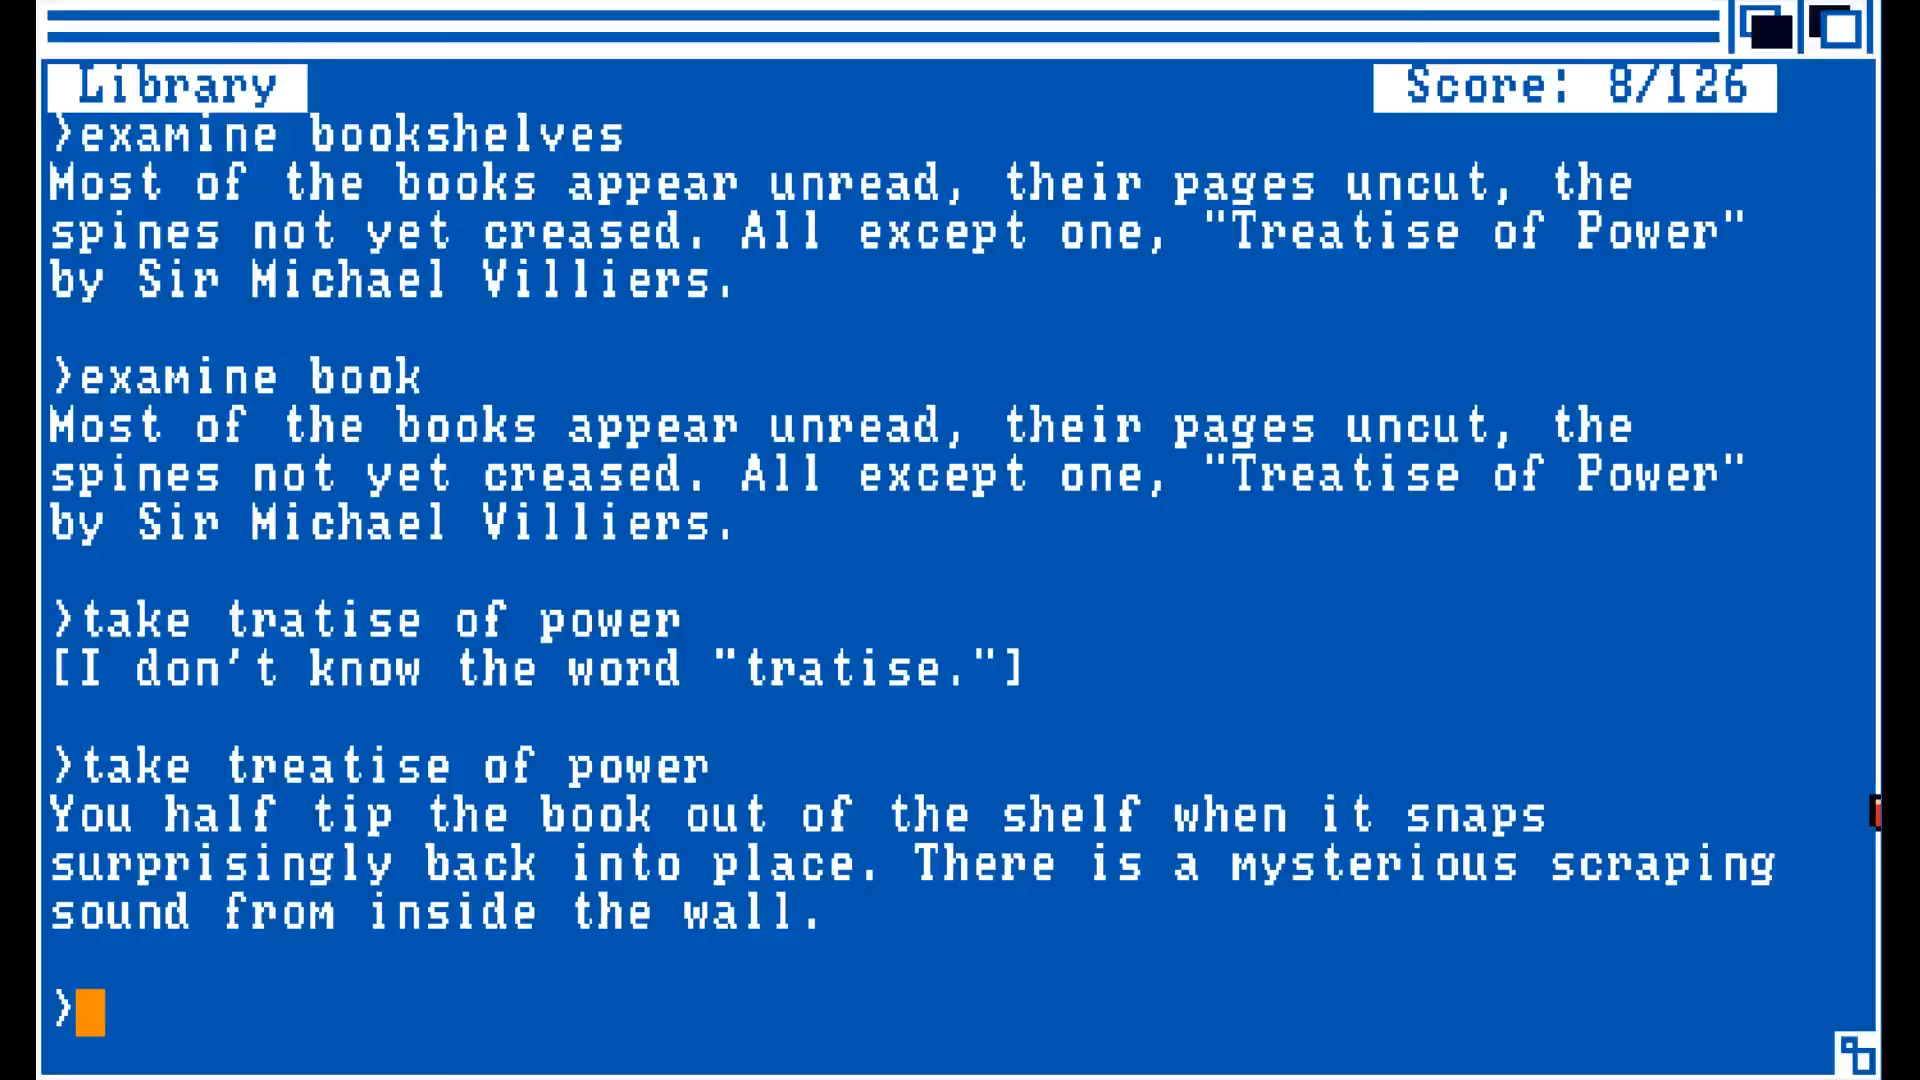 Library Score: 8/126
>examine bookshelves
Most of the books appear unread, their pages uncut, the
spines not yet creased. All except one, "Treatise of Power"
by Sir Michael Villiers.
>examine book
Most of the books appear unread, their pages uncut, the
spines not yet creased. All except one, "Treatise of Power"
by Sir Michael Villiers.
>take tratise of power
[I don't know the word "tratise."]
>take treatise of power
You half tip the book out of the shelf when it snaps
surprisingly back into place. There is a mysterious scraping
sound from inside the wall.
>